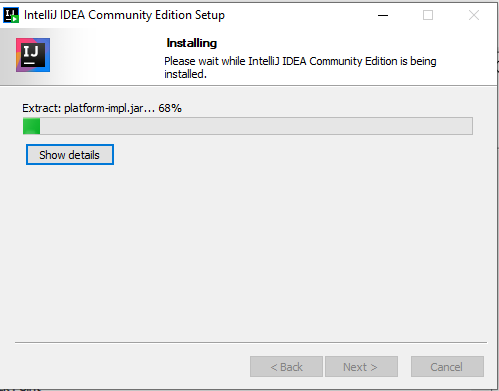 IntelliJ IDEA Community Edition Setup
IJ
Installing
Please wait while IntelliJ IDEA Community Edition is being
installed.
Extract: platform-impl.jar... 68%
Show details
< Back
Next >
Cancel